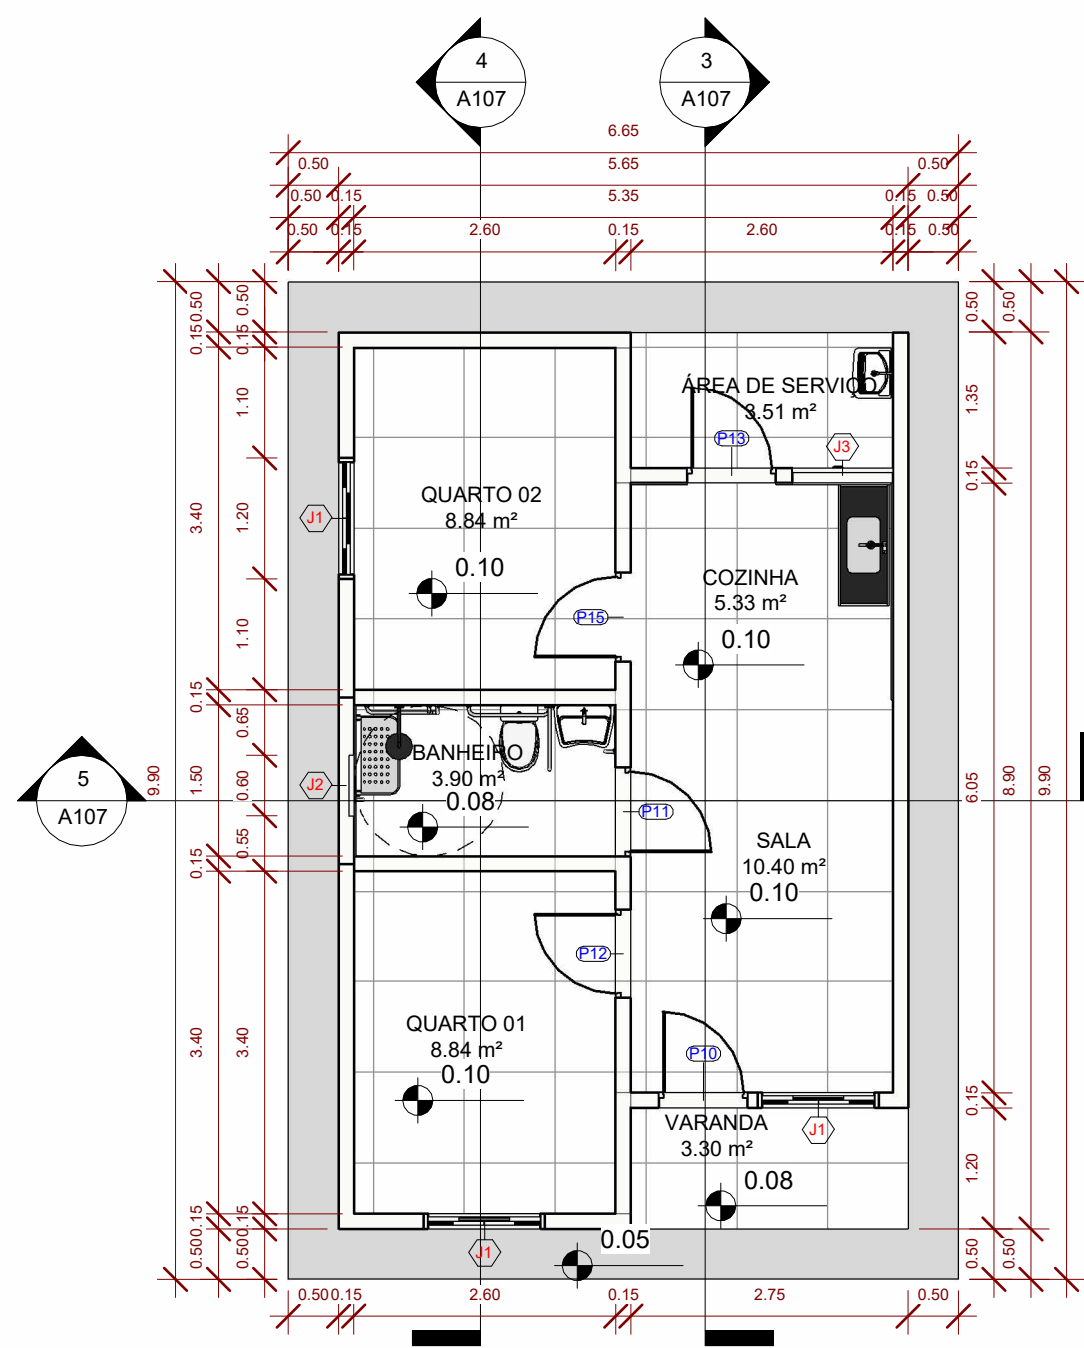 4
A107
3
A107
6.65
0.50 5.65 0.50
0.50 0.15 5.35 0.15 0.50
0.50 0.15 2.60 0.15 2.60 0.15 0.50
0.50 0.50 0.50 0.50
0.15 0.15
1.10 1.35
ÁREA DE SERVIÇO
3.51 m²
P13
J3
0.15
QUARTO 02
8.84 m²
J1
3.40 1.20
0.10
COZINHA
5.33 m²
0.10
P15
1.10
0.15
0.65
BANHEIRO
3.90 m²
0.08
J2
5
A107
9.90 1.50 0.60 6.05 8.90 9.90
P11
0.55
0.15
SALA
10.40 m²
0.10
P12
QUARTO 01
8.84 m²
0.10
3.40 3.40
P10
0.15
VARANDA
3.30 m²
J1
0.08
1.20
0.15 0.15
0.05
0.50 0.50 0.50 0.50
J1
0.50 0.15 2.60 0.15 2.75 0.50